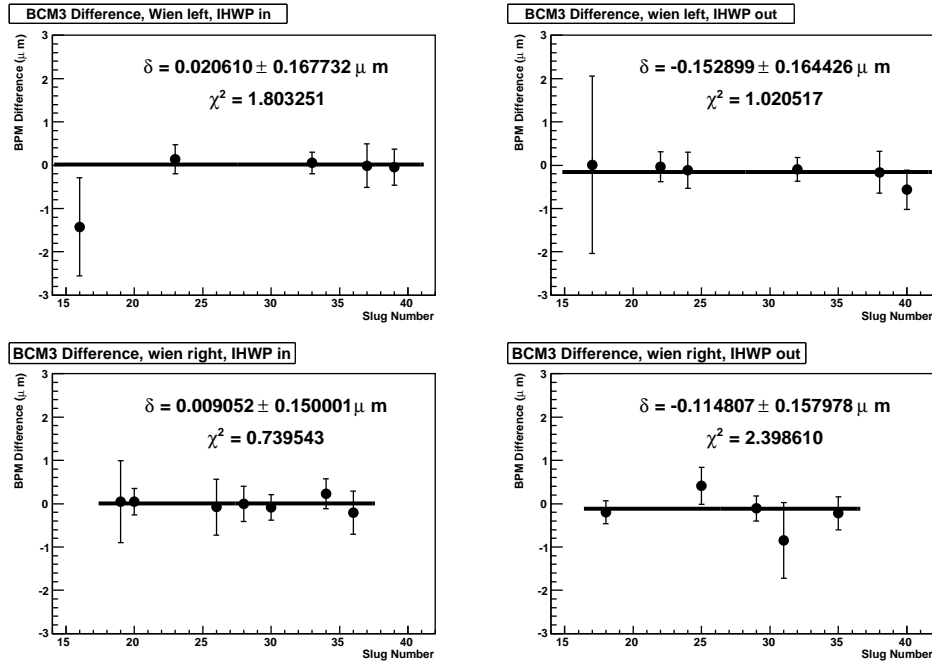 BCM3 Difference, Wien left, IHWP in
BPM Difference (μ m)
3
2
1
0
-1
-2
-3
δ = 0.020610 ± 0.167732 μ m
χ² = 1.803251
15 20 25 30 35 40
Slug Number
BCM3 Difference, wien left, IHWP out
BPM Difference (μ m)
3
2
1
0
-1
-2
-3
δ = -0.152899 ± 0.164426 μ m
χ² = 1.020517
15 20 25 30 35 40
Slug Number
BCM3 Difference, wien right, IHWP in
BPM Difference (μ m)
3
2
1
0
-1
-2
-3
δ = 0.009052 ± 0.150001 μ m
χ² = 0.739543
15 20 25 30 35 40
Slug Number
BCM3 Difference, wien right, IHWP out
BPM Difference (μ m)
3
2
1
0
-1
-2
-3
δ = -0.114807 ± 0.157978 μ m
χ² = 2.398610
15 20 25 30 35 40
Slug Number